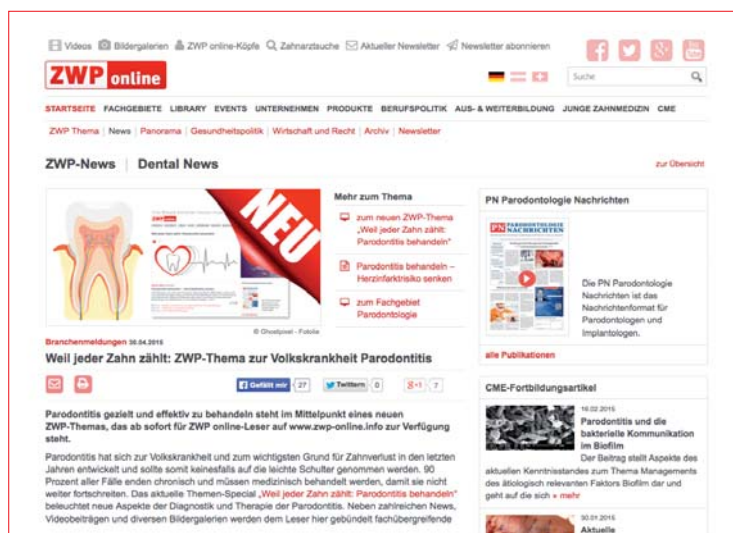 Videos Bildergalerien ZWP online-Köpfe Zahnarztsuche Aktueller Newsletter Newsletter abonnieren
ZWP online
Suche
STARTSEITE FACHGEBIETE LIBRARY EVENTS UNTERNEHMEN PRODUKTE BERUFSPOLITIK AUS- & WEITERBILDUNG JUNGE ZAHNMEDIZIN CME
ZWP Thema | News | Panorama | Gesundheitspolitik | Wirtschaft und Recht | Archiv | Newsletter
ZWP-News | Dental News
zur Übersicht
NEU
© Ghostpixel - Fotolia
Mehr zum Thema
zum neuen ZWP-Thema
„Weil jeder Zahn zählt:
Parodontitis behandeln"
Parodontitis behandeln –
Herzinfarktrisiko senken
zum Fachgebiet
Parodontologie
Branchenmeldungen 30.04.2015
Weil jeder Zahn zählt: ZWP-Thema zur Volkskrankheit Parodontitis
Gefällt mir 27 Twittern 0 g+1 7
Parodontitis gezielt und effektiv zu behandeln steht im Mittelpunkt eines neuen
ZWP-Themas, das ab sofort für ZWP online-Leser auf www.zwp-online.info zur Verfügung
steht.
Parodontitis hat sich zur Volkskrankheit und zum wichtigsten Grund für Zahnverlust in den letzten
Jahren entwickelt und sollte somit keinesfalls auf die leichte Schulter genommen werden. 90
Prozent aller Fälle enden chronisch und müssen medizinisch behandelt werden, damit sie nicht
weiter fortschreiten. Das aktuelle Themen-Special „Weil jeder Zahn zählt: Parodontitis behandeln"
beleuchtet neue Aspekte der Diagnostik und Therapie der Parodontitis. Neben zahlreichen News,
Videobeiträgen und diversen Bildergalerien werden dem Leser hier gebündelt fachübergreifende
PN Parodontologie Nachrichten
PN PARODONTOLOGIE
NACHRICHTEN
Die PN Parodontologie
Nachrichten ist das
Nachrichtenformat für
Parodontologen und
Implantologen.
alle Publikationen
CME-Fortbildungsartikel
16.02.2015
Parodontitis und die
bakterielle Kommunikation
im Biofilm
Der Beitrag stellt Aspekte des
aktuellen Kenntnisstandes zum Thema Managements
des ätiologisch relevanten Faktors Biofilm dar und
geht auf die sich » mehr
30.01.2015
Aktuelle